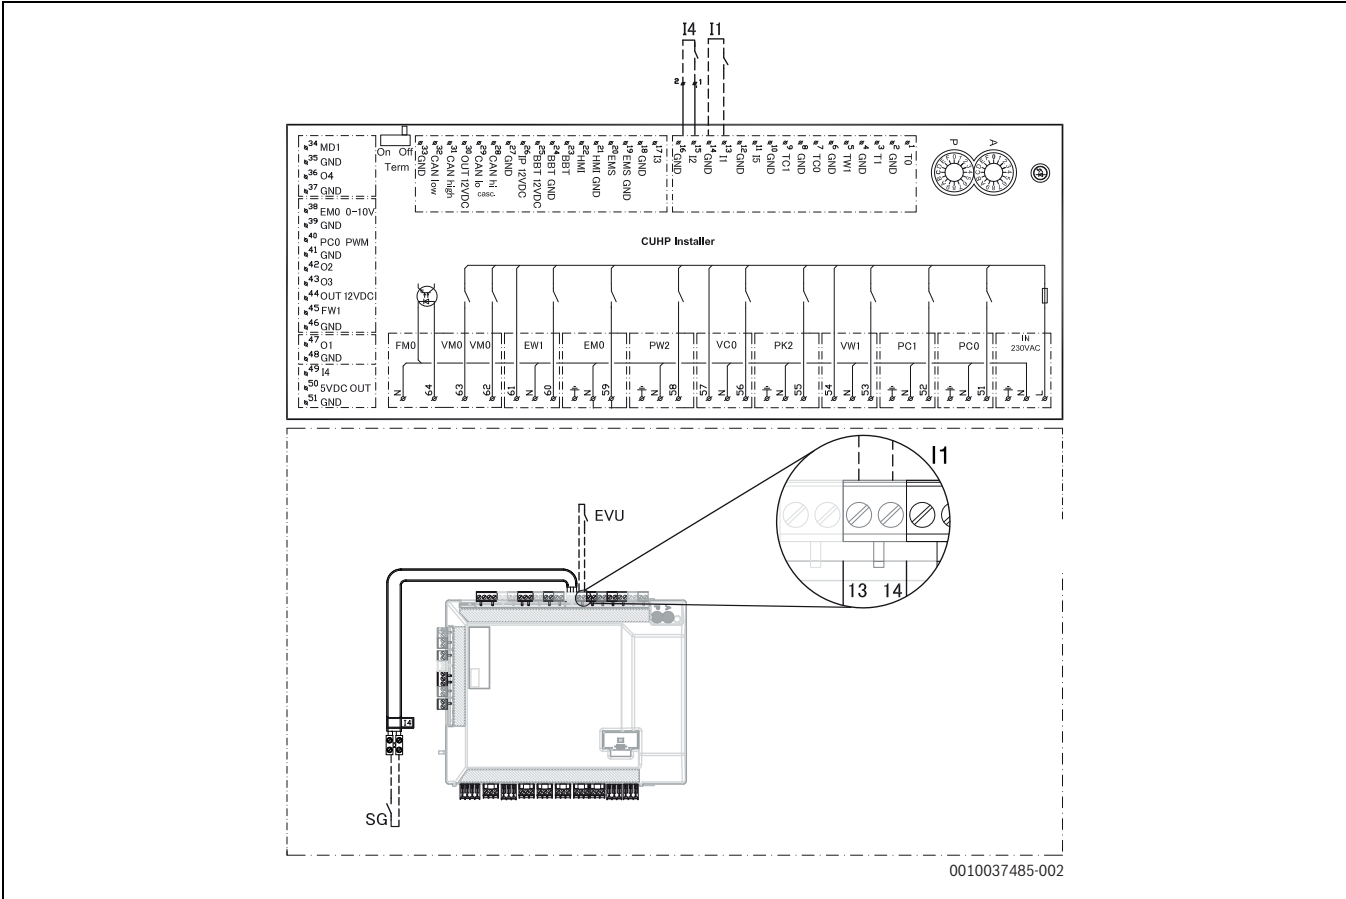 I4 I1
2 1
34 MD1
35 GND
36 O4
37 GND
38 EM0 0-10V
39 GND
40 PC0 PWM
41 GND
42 O2
43 O3
44 OUT 12VDC
45 FW1
46 GND
47 O1
48 GND
49 I4
50 5VDC OUT
51 GND
On Off
Term
33 GND
32 CAN low
31 CAN high
30 OUT 12VDC
29 CAN lo casc.
28 CAN hi
27 GND
26 IP 12VDC
25 BBT 12VDC
24 BBT GND
23 BBT
22 HMI
21 HMI GND
20 EMS
19 EMS GND
18 GND
17 I3
16 GND
15 I2
14 GND
13 I1
12 GND
11 I5
10 GND
9 TC1
8 GND
7 TC0
6 GND
5 TW1
4 GND
3 T1
2 GND
1 T0
P A
CUHP Installer
FM0 VM0 VM0 EW1 EM0 PW2 VC0 PK2 VW1 PC1 PC0 IN
230VAC
N 64 63 62 61 N 60 N 59 N 58 57 N 56 N 55 54 N 53 N 52 N 51 N L
I1
EVU
13 14
P A
I4
SG
0010037485-002